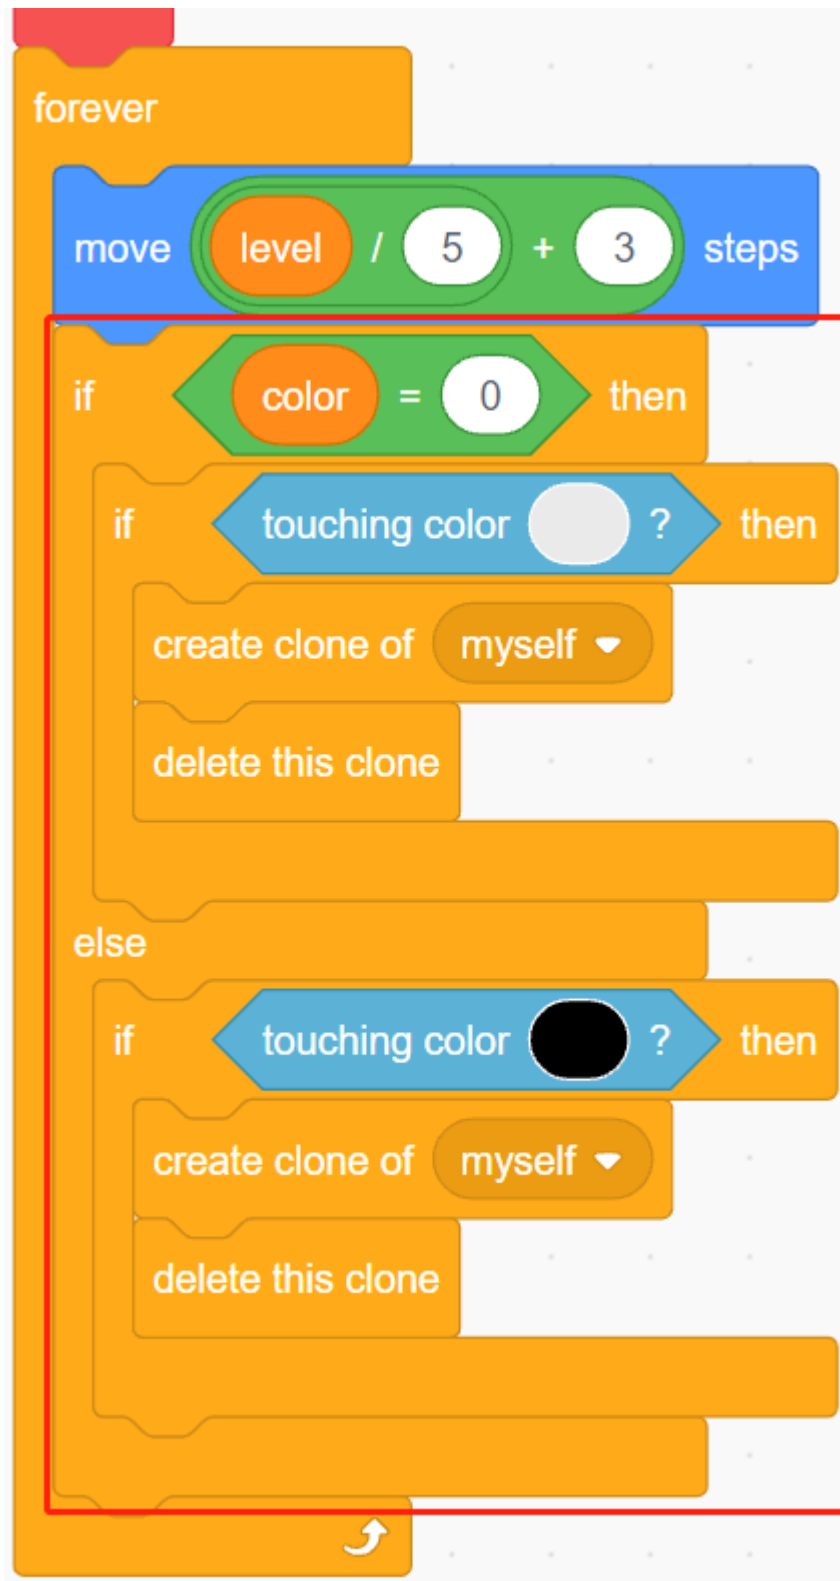 forever
move level / 5 + 3 steps
if color = 0 then
if touching color ? then
create clone of myself
delete this clone
else
if touching color ? then
create clone of myself
delete this clone